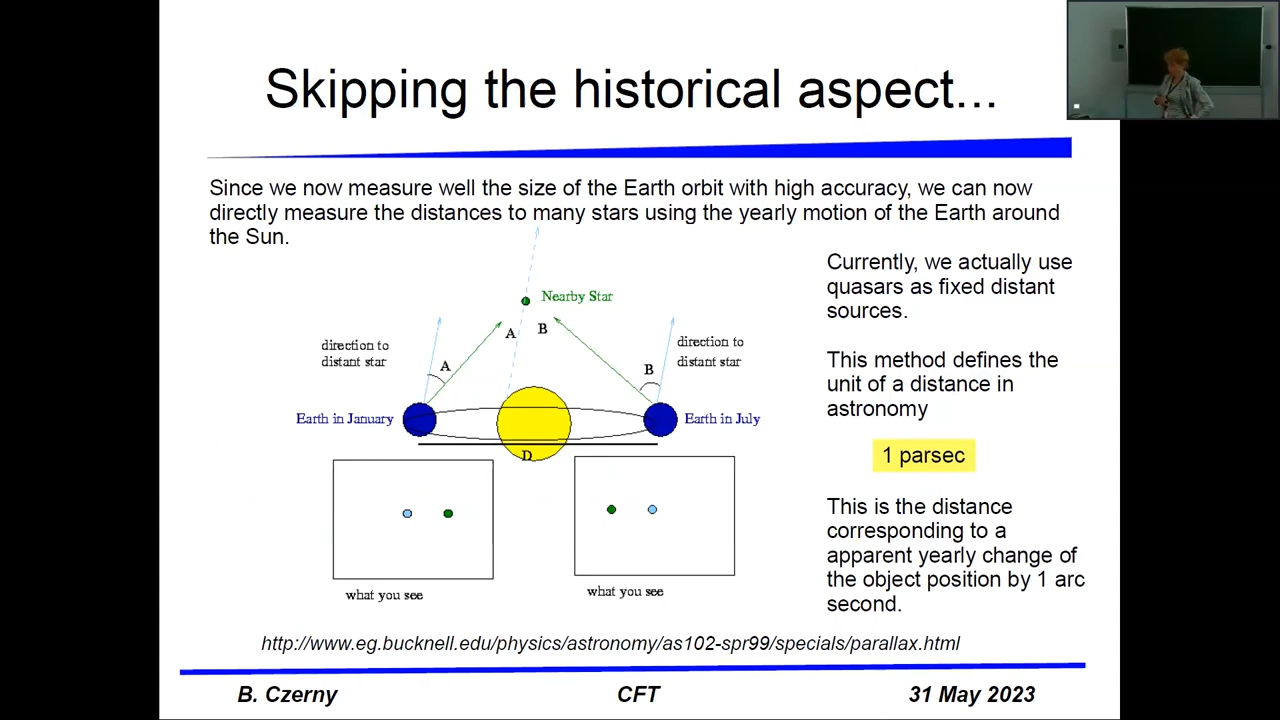 Skipping the historical aspect...
Since we now measure well the size of the Earth orbit with high accuracy, we can now
directly measure the distances to many stars using the yearly motion of the Earth around
the Sun.
Nearby Star
A
B
direction to
distant star
A
B
direction to
distant star
Earth in January
Earth in July
D
what you see
what you see
Currently, we actually use
quasars as fixed distant
sources.
This method defines the
unit of a distance in
astronomy
1 parsec
This is the distance
corresponding to a
apparent yearly change of
the object position by 1 arc
second.
http://www.eg.bucknell.edu/physics/astronomy/as102-spr99/specials/parallax.html
B. Czerny
CFT
31 May 2023